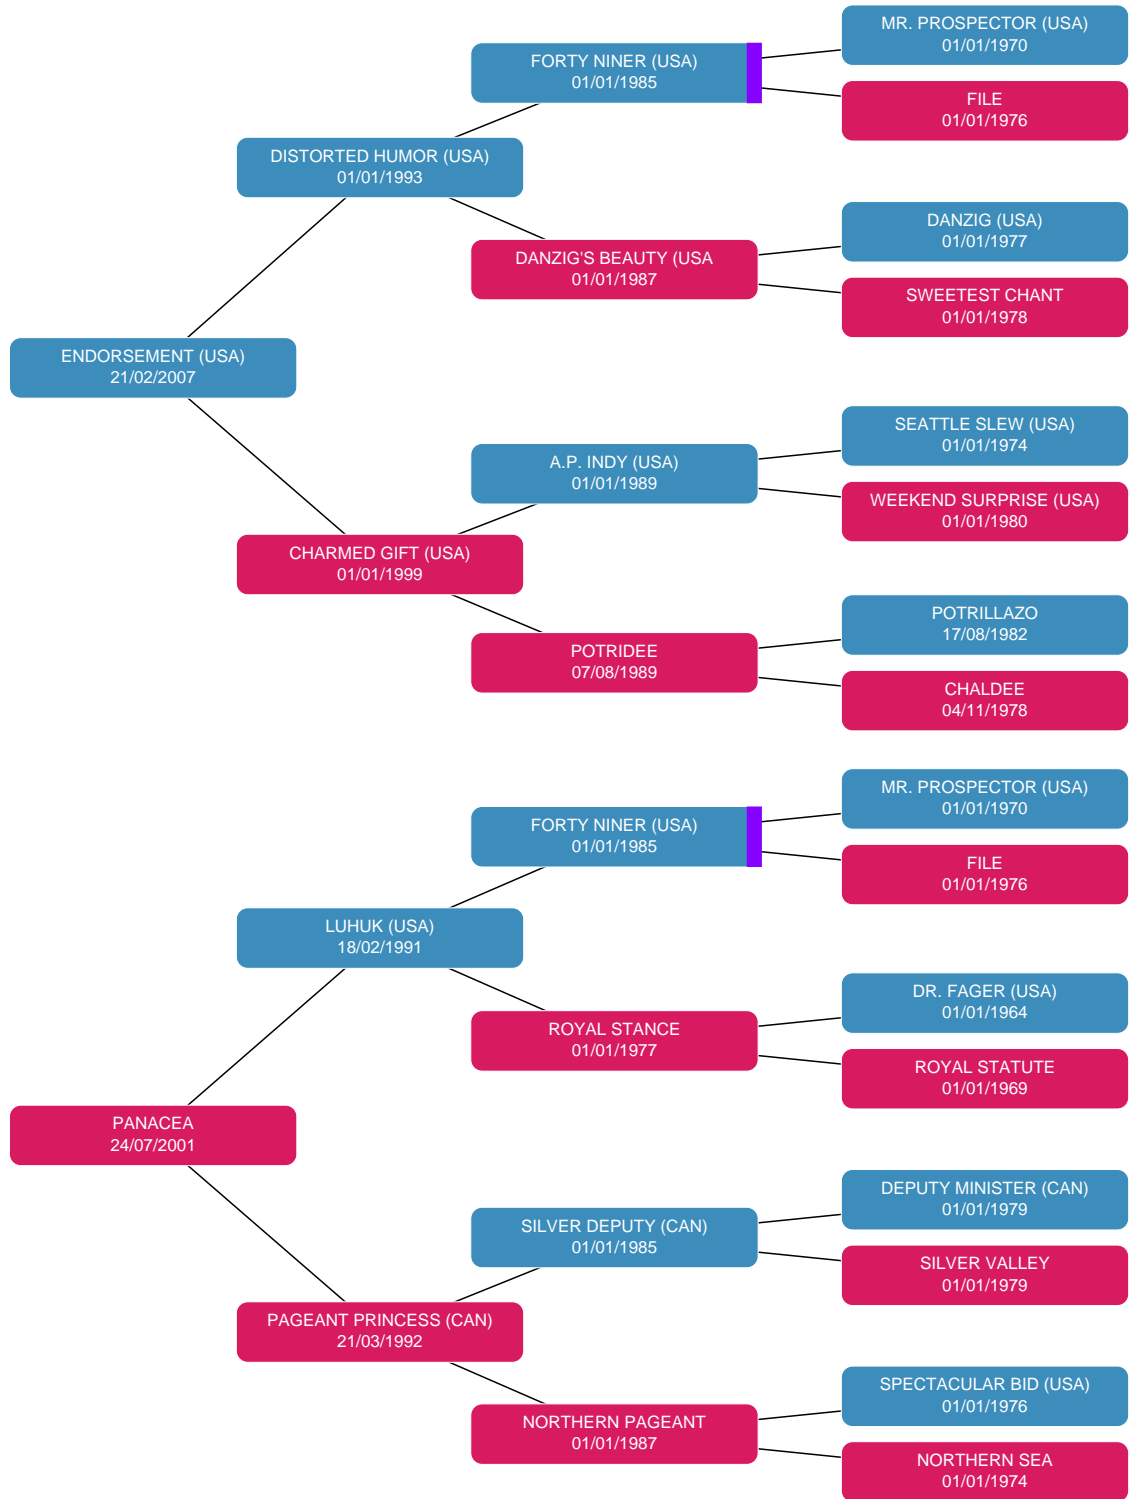 MR. PROSPECTOR (USA)
01/01/1970
FORTY NINER (USA)
01/01/1985
FILE
01/01/1976
DISTORTED HUMOR (USA)
01/01/1993
DANZIG (USA)
01/01/1977
DANZIG'S BEAUTY (USA
01/01/1987
SWEETEST CHANT
01/01/1978
ENDORSEMENT (USA)
21/02/2007
SEATTLE SLEW (USA)
01/01/1974
A.P. INDY (USA)
01/01/1989
WEEKEND SURPRISE (USA)
01/01/1980
CHARMED GIFT (USA)
01/01/1999
POTRILLAZO
17/08/1982
POTRIDEE
07/08/1989
CHALDEE
04/11/1978
MR. PROSPECTOR (USA)
01/01/1970
FORTY NINER (USA)
01/01/1985
FILE
01/01/1976
LUHUK (USA)
18/02/1991
DR. FAGER (USA)
01/01/1964
ROYAL STANCE
01/01/1977
ROYAL STATUTE
01/01/1969
PANACEA
24/07/2001
DEPUTY MINISTER (CAN)
01/01/1979
SILVER DEPUTY (CAN)
01/01/1985
SILVER VALLEY
01/01/1979
PAGEANT PRINCESS (CAN)
21/03/1992
SPECTACULAR BID (USA)
01/01/1976
NORTHERN PAGEANT
01/01/1987
NORTHERN SEA
01/01/1974